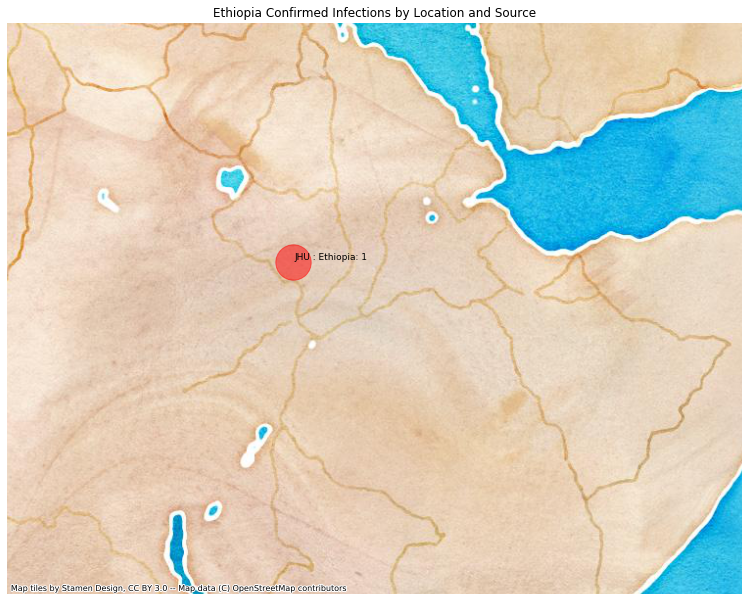 Ethiopia Confirmed Infections by Location and Source
JHU : Ethiopia: 1
Map tiles by Stamen Design, CC BY 3.0 -- Map data (C) OpenStreetMap contributors